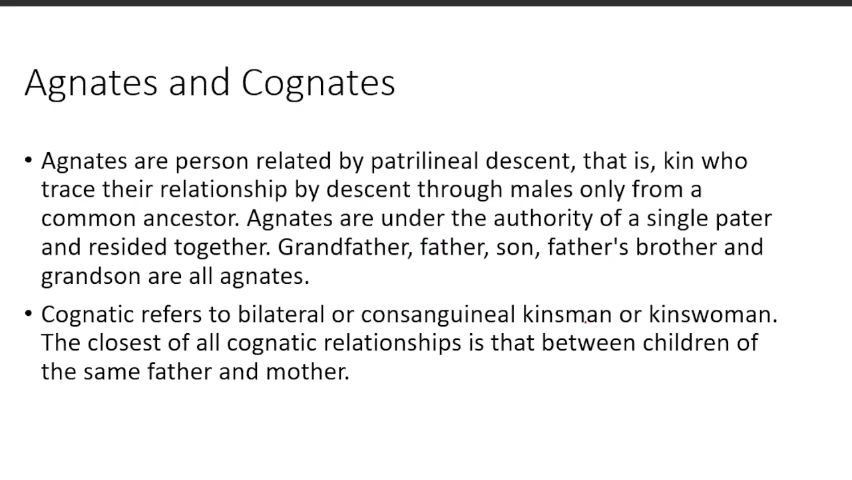 Agnates and Cognates
• Agnates are person related by patrilineal descent, that is, kin who
trace their relationship by descent through males only from a
common ancestor. Agnates are under the authority of a single pater
and resided together. Grandfather, father, son, father's brother and
grandson are all agnates.
• Cognatic refers to bilateral or consanguineal kinsman or kinswoman.
The closest of all cognatic relationships is that between children of
the same father and mother.